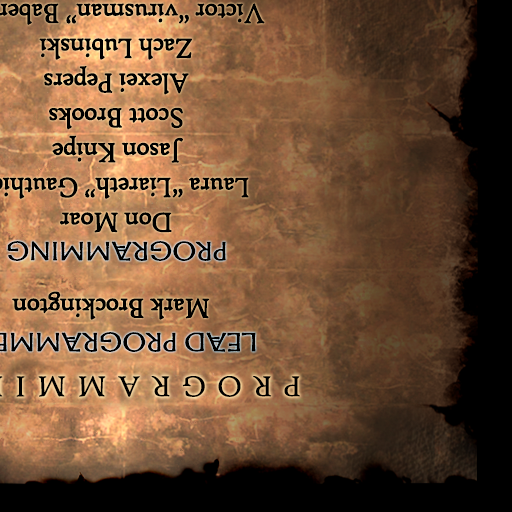 PROGRAMMI
LEAD PROGRAMME
Mark Brockington
PROGRAMMING
Don Moar
Laura “Liareth” Gauthi
Jason Knipe
Scott Brooks
Alexei Pepers
Zach Lubinski
Victor “virusman” Baber